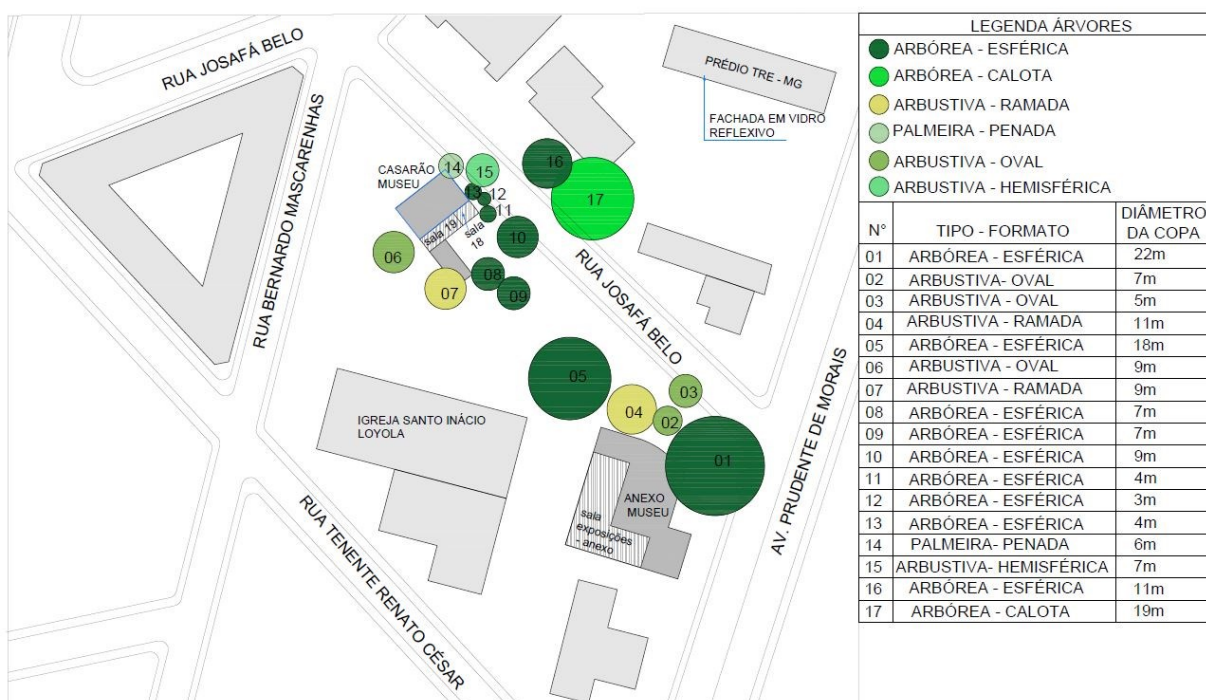 RUA JOSAFÁ BELO
RUA BERNARDO MASCARENHAS
PRÉDIO TRE - MG
FACHADA EM VIDRO
REFLEXIVO
CASARÃO
MUSEU
14
15
16
13
12
11
17
sala 19
sala
18
10
06
07
08
09
RUA JOSAFÁ BELO
05
04
03
02
01
IGREJA SANTO INÁCIO
LOYOLA
ANEXO
MUSEU
sala
exposições
- anexo
AV. PRUDENTE DE MORAIS
RUA TENENTE RENATO CÉSAR
LEGENDA ÁRVORES
ARBÓREA - ESFÉRICA
ARBÓREA - CALOTA
ARBUSTIVA - RAMADA
PALMEIRA - PENADA
ARBUSTIVA - OVAL
ARBUSTIVA - HEMISFÉRICA
N° TIPO - FORMATO DIÂMETRO
DA COPA
01 ARBÓREA - ESFÉRICA 22m
02 ARBUSTIVA- OVAL 7m
03 ARBUSTIVA - OVAL 5m
04 ARBUSTIVA - RAMADA 11m
05 ARBÓREA - ESFÉRICA 18m
06 ARBUSTIVA - OVAL 9m
07 ARBUSTIVA - RAMADA 9m
08 ARBÓREA - ESFÉRICA 7m
09 ARBÓREA - ESFÉRICA 7m
10 ARBÓREA - ESFÉRICA 9m
11 ARBÓREA - ESFÉRICA 4m
12 ARBÓREA - ESFÉRICA 3m
13 ARBÓREA - ESFÉRICA 4m
14 PALMEIRA- PENADA 6m
15 ARBUSTIVA- HEMISFÉRICA 7m
16 ARBÓREA - ESFÉRICA 11m
17 ARBÓREA - CALOTA 19m